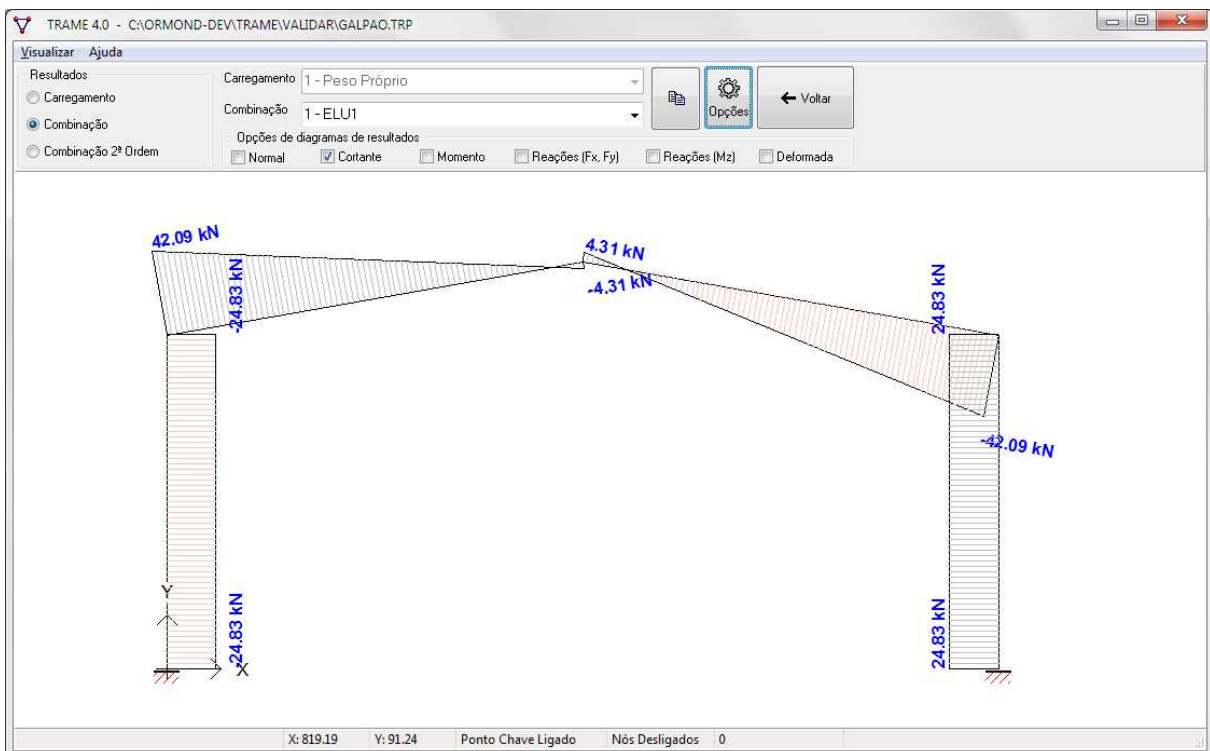 TRAME 4.0 - C:\ORMOND-DEV\TRAME\VALIDAR\GALPAO.TRP
Visualizar Ajuda
Resultados
Carregamento
Combinação
Combinação 2ª Ordem
Carregamento 1 - Peso Próprio
Combinação 1 - ELU1
Opções
Voltar
Opções de diagramas de resultados
Normal Cortante Momento Reações (Fx, Fy) Reações (Mz) Deformada
42.09 kN
-24.83 kN
4.31 kN
-4.31 kN
24.83 kN
-42.09 kN
-24.83 kN
24.83 kN
Y
X
X: 819.19 Y: 91.24 Ponto Chave Ligado Nós Desligados 0